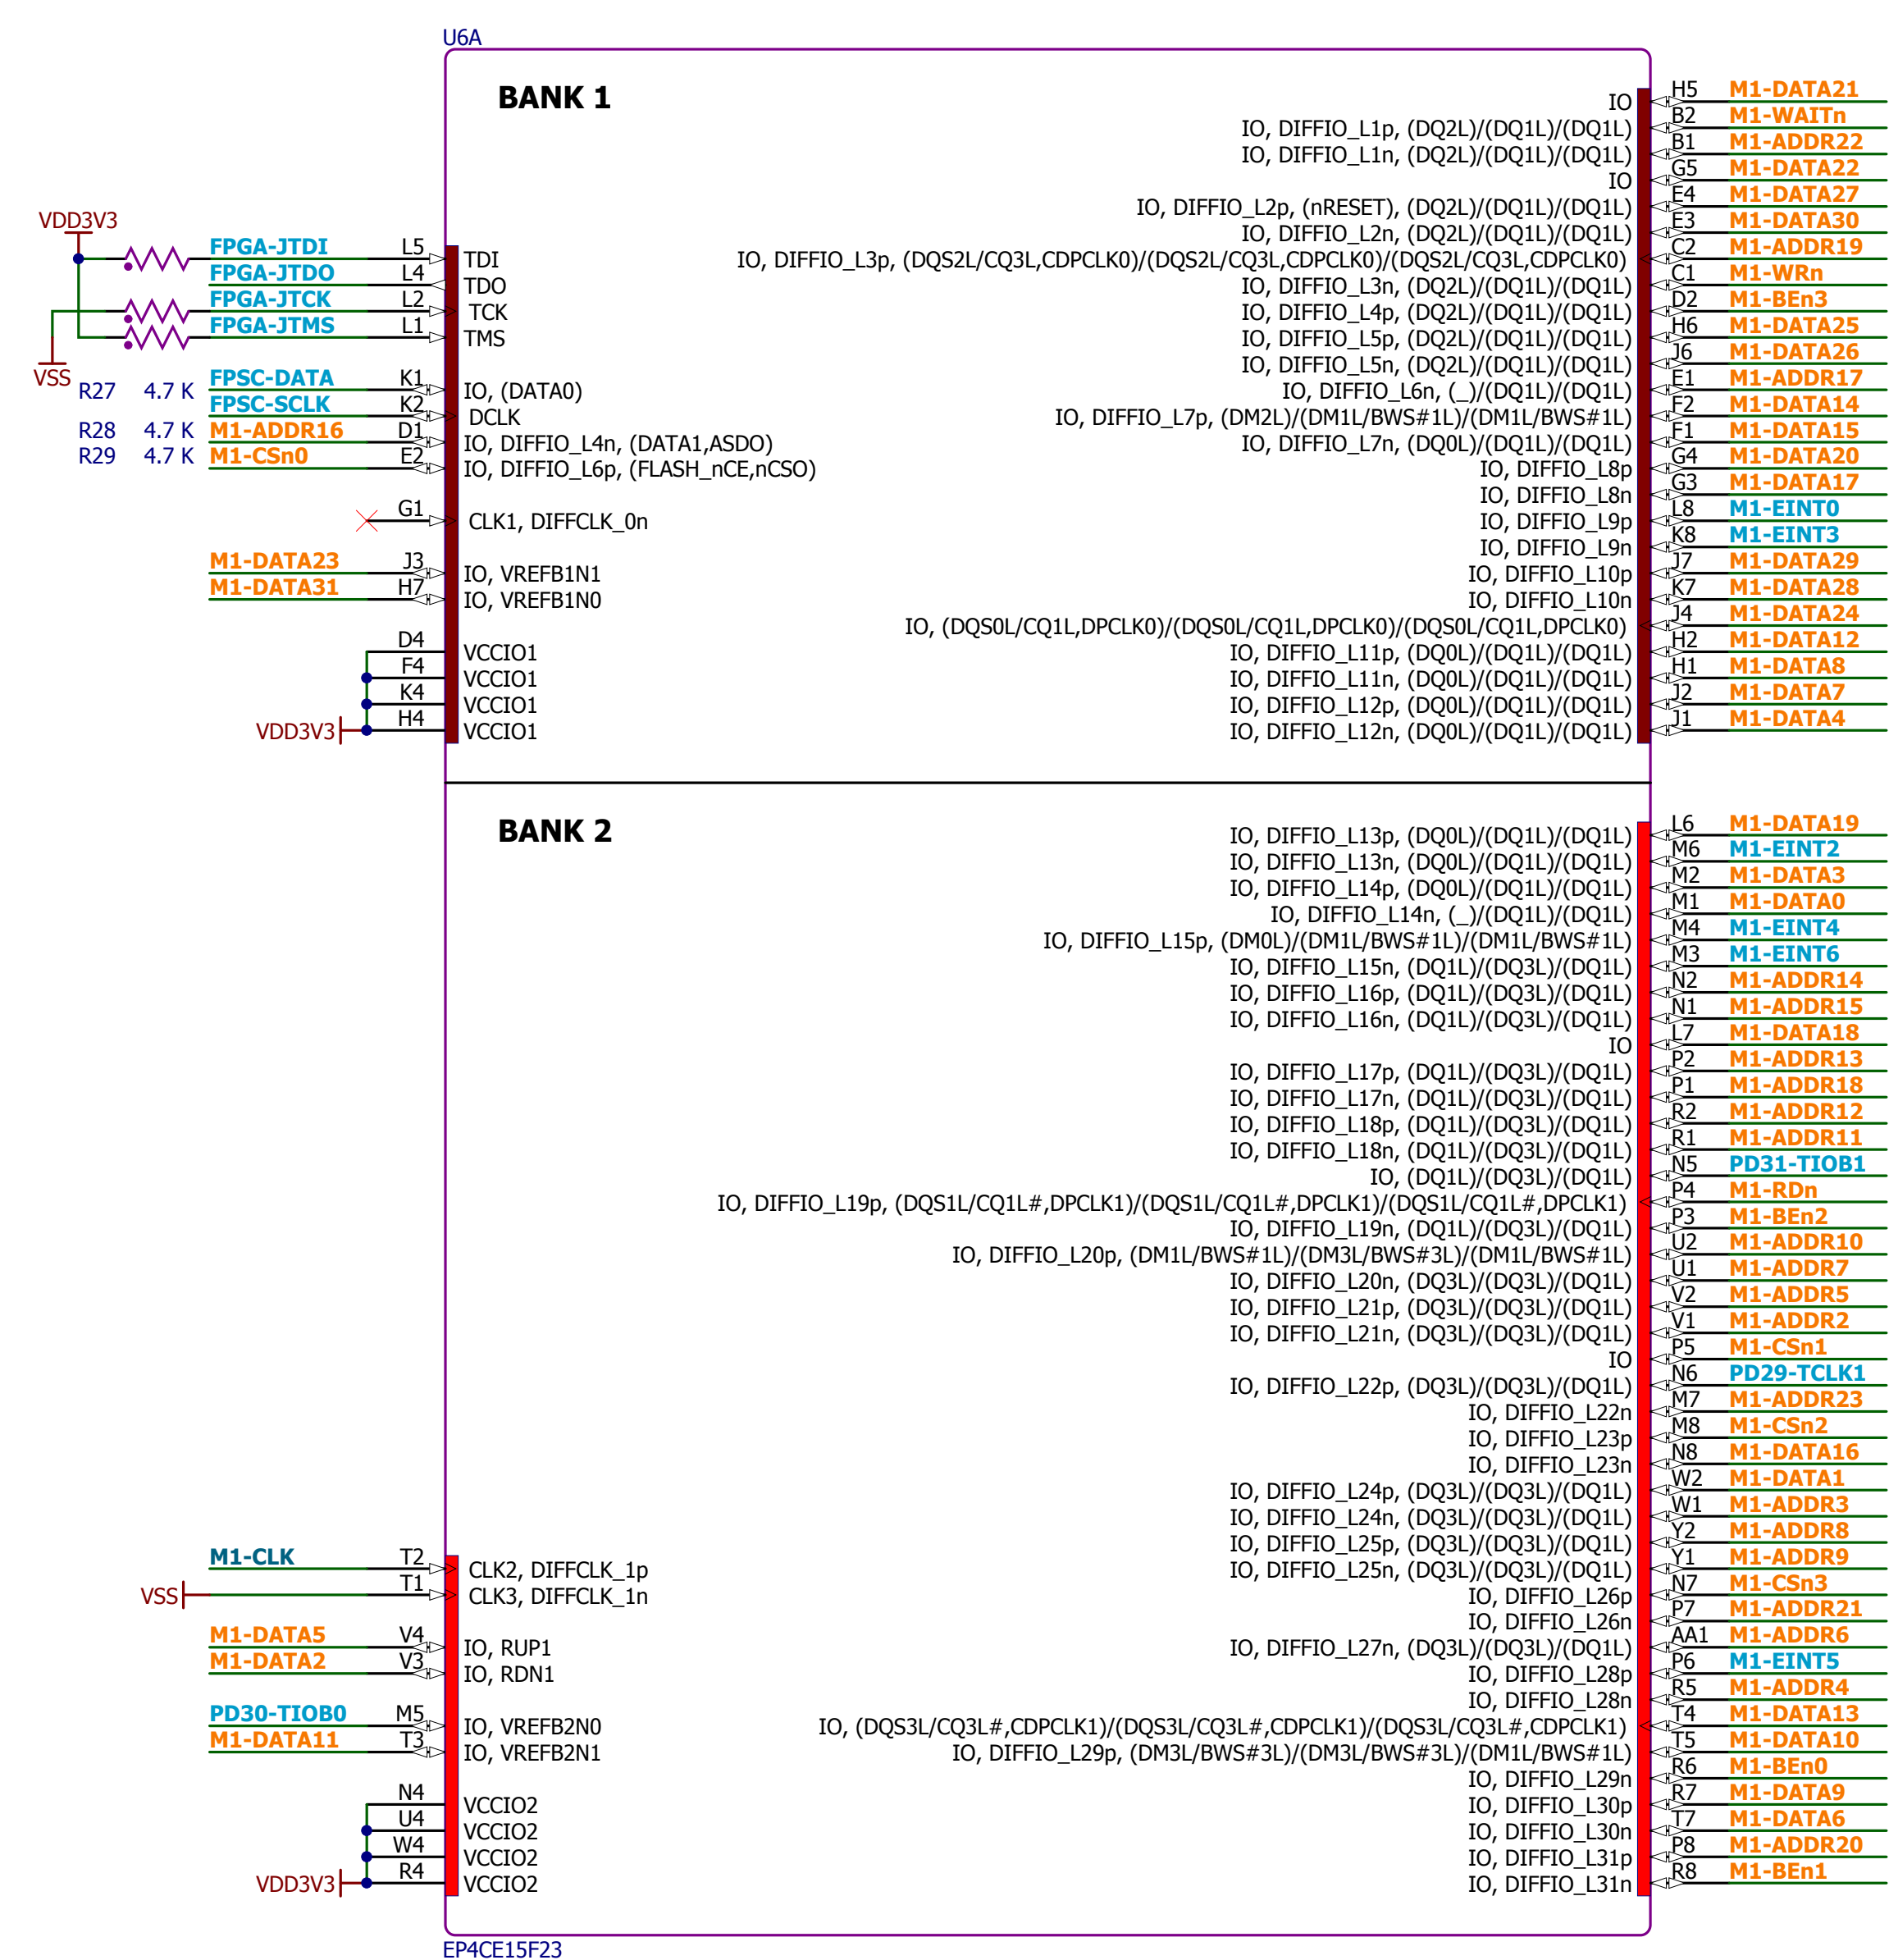 U6A
BANK 1
VDD3V3
FPGA-JTDI L5 TDI
FPGA-JTDO L4 TDO
FPGA-JTCK L2 TCK
FPGA-JTMS L1 TMS
VSS
R27 4.7 K FPSC-DATA K1 IO, (DATA0)
FPSC-SCLK K2 DCLK
R28 4.7 K M1-ADDR16 D1 IO, DIFFIO_L4n, (DATA1,ASDO)
R29 4.7 K M1-CSn0 E2 IO, DIFFIO_L6p, (FLASH_nCE,nCSO)
G1 CLK1, DIFFCLK_0n
M1-DATA23 J3 IO, VREFB1N1
M1-DATA31 H7 IO, VREFB1N0
D4 VCCIO1
F4 VCCIO1
K4 VCCIO1
VDD3V3 H4 VCCIO1
IO H5 M1-DATA21
IO, DIFFIO_L1p, (DQ2L)/(DQ1L)/(DQ1L) B2 M1-WAITn
IO, DIFFIO_L1n, (DQ2L)/(DQ1L)/(DQ1L) B1 M1-ADDR22
IO G5 M1-DATA22
IO, DIFFIO_L2p, (nRESET), (DQ2L)/(DQ1L)/(DQ1L) E4 M1-DATA27
IO, DIFFIO_L2n, (DQ2L)/(DQ1L)/(DQ1L) E3 M1-DATA30
IO, DIFFIO_L3p, (DQS2L/CQ3L,CDPCLK0)/(DQS2L/CQ3L,CDPCLK0)/(DQS2L/CQ3L,CDPCLK0) C2 M1-ADDR19
IO, DIFFIO_L3n, (DQ2L)/(DQ1L)/(DQ1L) C1 M1-WRn
IO, DIFFIO_L4p, (DQ2L)/(DQ1L)/(DQ1L) D2 M1-BEn3
IO, DIFFIO_L5p, (DQ2L)/(DQ1L)/(DQ1L) H6 M1-DATA25
IO, DIFFIO_L5n, (DQ2L)/(DQ1L)/(DQ1L) J6 M1-DATA26
IO, DIFFIO_L6n, (_)/(DQ1L)/(DQ1L) E1 M1-ADDR17
IO, DIFFIO_L7p, (DM2L)/(DM1L/BWS#1L)/(DM1L/BWS#1L) F2 M1-DATA14
IO, DIFFIO_L7n, (DQ0L)/(DQ1L)/(DQ1L) F1 M1-DATA15
IO, DIFFIO_L8p G4 M1-DATA20
IO, DIFFIO_L8n G3 M1-DATA17
IO, DIFFIO_L9p L8 M1-EINT0
IO, DIFFIO_L9n K8 M1-EINT3
IO, DIFFIO_L10p J7 M1-DATA29
IO, DIFFIO_L10n K7 M1-DATA28
IO, (DQS0L/CQ1L,DPCLK0)/(DQS0L/CQ1L,DPCLK0)/(DQS0L/CQ1L,DPCLK0) J4 M1-DATA24
IO, DIFFIO_L11p, (DQ0L)/(DQ1L)/(DQ1L) H2 M1-DATA12
IO, DIFFIO_L11n, (DQ0L)/(DQ1L)/(DQ1L) H1 M1-DATA8
IO, DIFFIO_L12p, (DQ0L)/(DQ1L)/(DQ1L) J2 M1-DATA7
IO, DIFFIO_L12n, (DQ0L)/(DQ1L)/(DQ1L) J1 M1-DATA4
BANK 2
M1-CLK T2 CLK2, DIFFCLK_1p
VSS T1 CLK3, DIFFCLK_1n
M1-DATA5 V4 IO, RUP1
M1-DATA2 V3 IO, RDN1
PD30-TIOB0 M5 IO, VREFB2N0
M1-DATA11 T3 IO, VREFB2N1
N4 VCCIO2
U4 VCCIO2
W4 VCCIO2
VDD3V3 R4 VCCIO2
IO, DIFFIO_L13p, (DQ0L)/(DQ1L)/(DQ1L) L6 M1-DATA19
IO, DIFFIO_L13n, (DQ0L)/(DQ1L)/(DQ1L) M6 M1-EINT2
IO, DIFFIO_L14p, (DQ0L)/(DQ1L)/(DQ1L) M2 M1-DATA3
IO, DIFFIO_L14n, (_)/(DQ1L)/(DQ1L) M1 M1-DATA0
IO, DIFFIO_L15p, (DM0L)/(DM1L/BWS#1L)/(DM1L/BWS#1L) M4 M1-EINT4
IO, DIFFIO_L15n, (DQ1L)/(DQ3L)/(DQ1L) M3 M1-EINT6
IO, DIFFIO_L16p, (DQ1L)/(DQ3L)/(DQ1L) N2 M1-ADDR14
IO, DIFFIO_L16n, (DQ1L)/(DQ3L)/(DQ1L) N1 M1-ADDR15
IO L7 M1-DATA18
IO, DIFFIO_L17p, (DQ1L)/(DQ3L)/(DQ1L) P2 M1-ADDR13
IO, DIFFIO_L17n, (DQ1L)/(DQ3L)/(DQ1L) P1 M1-ADDR18
IO, DIFFIO_L18p, (DQ1L)/(DQ3L)/(DQ1L) R2 M1-ADDR12
IO, DIFFIO_L18n, (DQ1L)/(DQ3L)/(DQ1L) R1 M1-ADDR11
IO, (DQ1L)/(DQ3L)/(DQ1L) N5 PD31-TIOB1
IO, DIFFIO_L19p, (DQS1L/CQ1L#,DPCLK1)/(DQS1L/CQ1L#,DPCLK1)/(DQS1L/CQ1L#,DPCLK1) P4 M1-RDn
IO, DIFFIO_L19n, (DQ1L)/(DQ3L)/(DQ1L) P3 M1-BEn2
IO, DIFFIO_L20p, (DM1L/BWS#1L)/(DM3L/BWS#3L)/(DM1L/BWS#1L) U2 M1-ADDR10
IO, DIFFIO_L20n, (DQ3L)/(DQ3L)/(DQ1L) U1 M1-ADDR7
IO, DIFFIO_L21p, (DQ3L)/(DQ3L)/(DQ1L) V2 M1-ADDR5
IO, DIFFIO_L21n, (DQ3L)/(DQ3L)/(DQ1L) V1 M1-ADDR2
IO P5 M1-CSn1
IO, DIFFIO_L22p, (DQ3L)/(DQ3L)/(DQ1L) N6 PD29-TCLK1
IO, DIFFIO_L22n M7 M1-ADDR23
IO, DIFFIO_L23p M8 M1-CSn2
IO, DIFFIO_L23n N8 M1-DATA16
IO, DIFFIO_L24p, (DQ3L)/(DQ3L)/(DQ1L) W2 M1-DATA1
IO, DIFFIO_L24n, (DQ3L)/(DQ3L)/(DQ1L) W1 M1-ADDR3
IO, DIFFIO_L25p, (DQ3L)/(DQ3L)/(DQ1L) Y2 M1-ADDR8
IO, DIFFIO_L25n, (DQ3L)/(DQ3L)/(DQ1L) Y1 M1-ADDR9
IO, DIFFIO_L26p N7 M1-CSn3
IO, DIFFIO_L26n P7 M1-ADDR21
IO, DIFFIO_L27n, (DQ3L)/(DQ3L)/(DQ1L) AA1 M1-ADDR6
IO, DIFFIO_L28p P6 M1-EINT5
IO, DIFFIO_L28n R5 M1-ADDR4
IO, (DQS3L/CQ3L#,CDPCLK1)/(DQS3L/CQ3L#,CDPCLK1)/(DQS3L/CQ3L#,CDPCLK1) T4 M1-DATA13
IO, DIFFIO_L29p, (DM3L/BWS#3L)/(DM3L/BWS#3L)/(DM1L/BWS#1L) T5 M1-DATA10
IO, DIFFIO_L29n R6 M1-BEn0
IO, DIFFIO_L30p R7 M1-DATA9
IO, DIFFIO_L30n T7 M1-DATA6
IO, DIFFIO_L31p P8 M1-ADDR20
IO, DIFFIO_L31n R8 M1-BEn1
EP4CE15F23